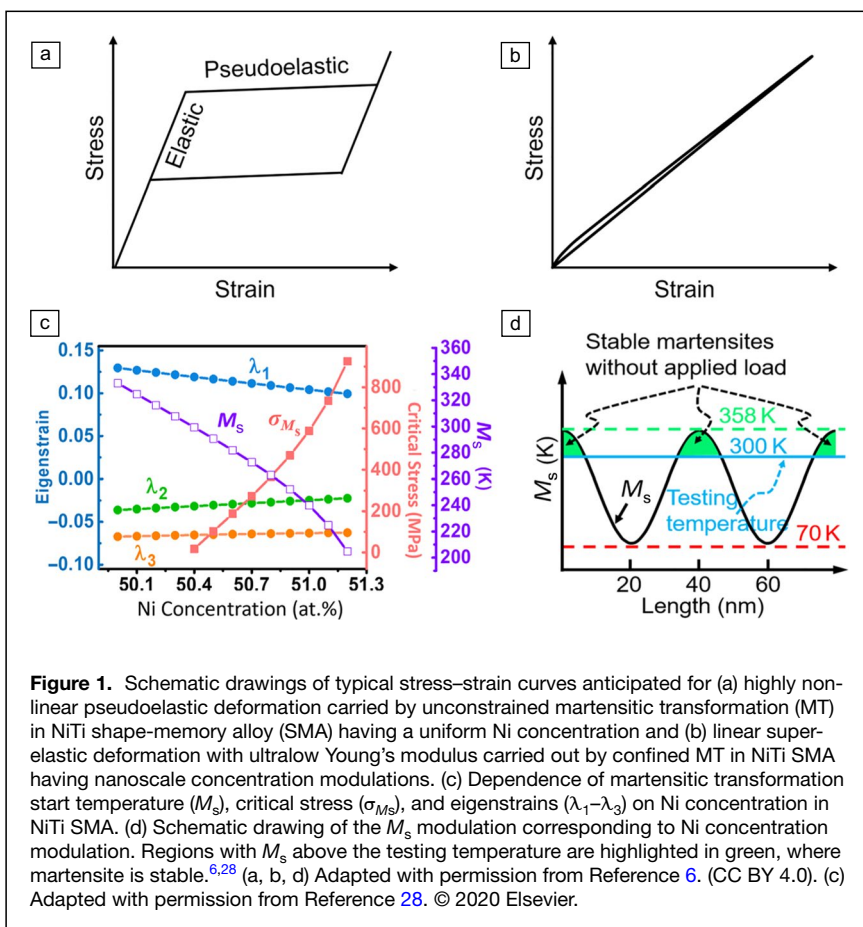 a
Pseudoelastic
Elastic
Stress
Strain
b
Stress
Strain
c
0.15
0.10
0.05
0.00
−0.05
−0.10
Eigenstrain
λ1
Ms
σMs
λ2
λ3
800
600
400
200
0
Critical Stress (MPa)
360
340
320
300
280
260
240
220
200
Ms (K)
50.1 50.4 50.7 51.0 51.3
Ni Concentration (at.%)
d
Stable martensites
without applied load
358 K
300 K
Ms
Testing
temperature
70 K
Ms (K)
20 40 60
Length (nm)
Figure 1. Schematic drawings of typical stress–strain curves anticipated for (a) highly non-
linear pseudoelastic deformation carried by unconstrained martensitic transformation (MT)
in NiTi shape-memory alloy (SMA) having a uniform Ni concentration and (b) linear super-
elastic deformation with ultralow Young's modulus carried out by confined MT in NiTi SMA
having nanoscale concentration modulations. (c) Dependence of martensitic transformation
start temperature (Ms), critical stress (σMs), and eigenstrains (λ1–λ3) on Ni concentration in
NiTi SMA. (d) Schematic drawing of the Ms modulation corresponding to Ni concentration
modulation. Regions with Ms above the testing temperature are highlighted in green, where
martensite is stable.6,28 (a, b, d) Adapted with permission from Reference 6. (CC BY 4.0). (c)
Adapted with permission from Reference 28. © 2020 Elsevier.